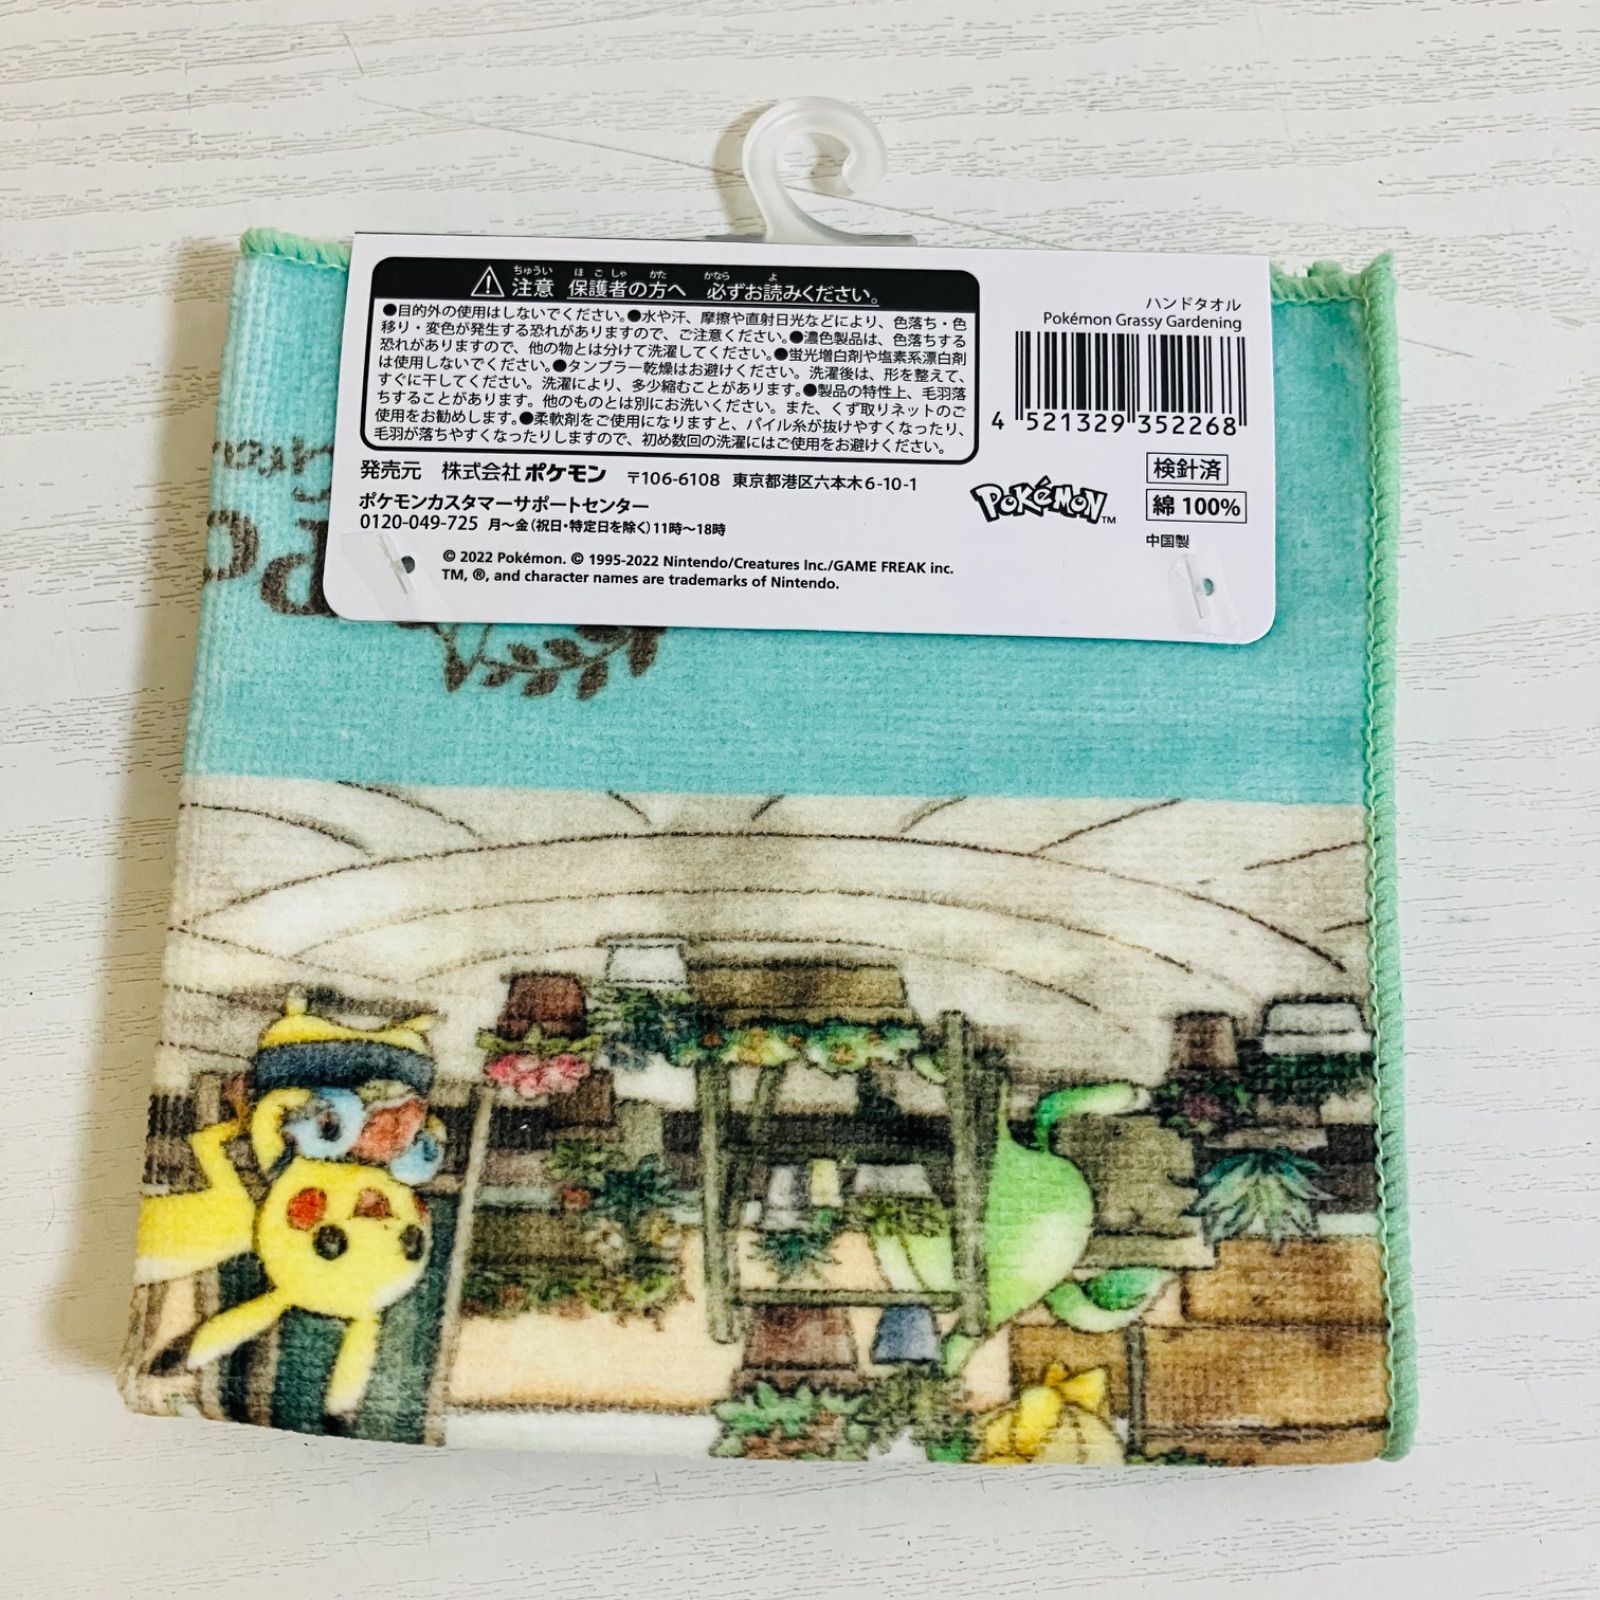 注意 保護者の方へ 必ずお読みください。
ちゅうい ほごしゃ かた かなら よ
●目的外の使用はしないでください。●水や汗、摩擦や直射日光などにより、色落ち・色
移り・変色が発生する恐れがありますので、ご注意ください。●濃色製品は、色落ちする
恐れがありますので、他の物とは分けて洗濯してください。●蛍光増白剤や塩素系漂白剤
は使用しないでください。●タンブラー乾燥はお避けください。洗濯後は、形を整えて、
すぐに干してください。洗濯により、多少縮むことがあります。●製品の特性上、毛羽落
ちすることがあります。他のものとは別にお洗いください。また、くず取りネットのご
使用をお勧めします。●柔軟剤をご使用になりますと、パイル糸が抜けやすくなったり、
毛羽が落ちやすくなったりしますので、初め数回の洗濯にはご使用をお避けください。
発売元 株式会社ポケモン 〒106-6108 東京都港区六本木6-10-1
ポケモンカスタマーサポートセンター
0120-049-725 月～金(祝日・特定日を除く)11時～18時
© 2022 Pokémon. © 1995-2022 Nintendo/Creatures Inc./GAME FREAK inc.
TM, ®, and character names are trademarks of Nintendo.
ハンドタオル
Pokémon Grassy Gardening
4 521329 352268
POKéMON™
検針済
綿 100%
中国製